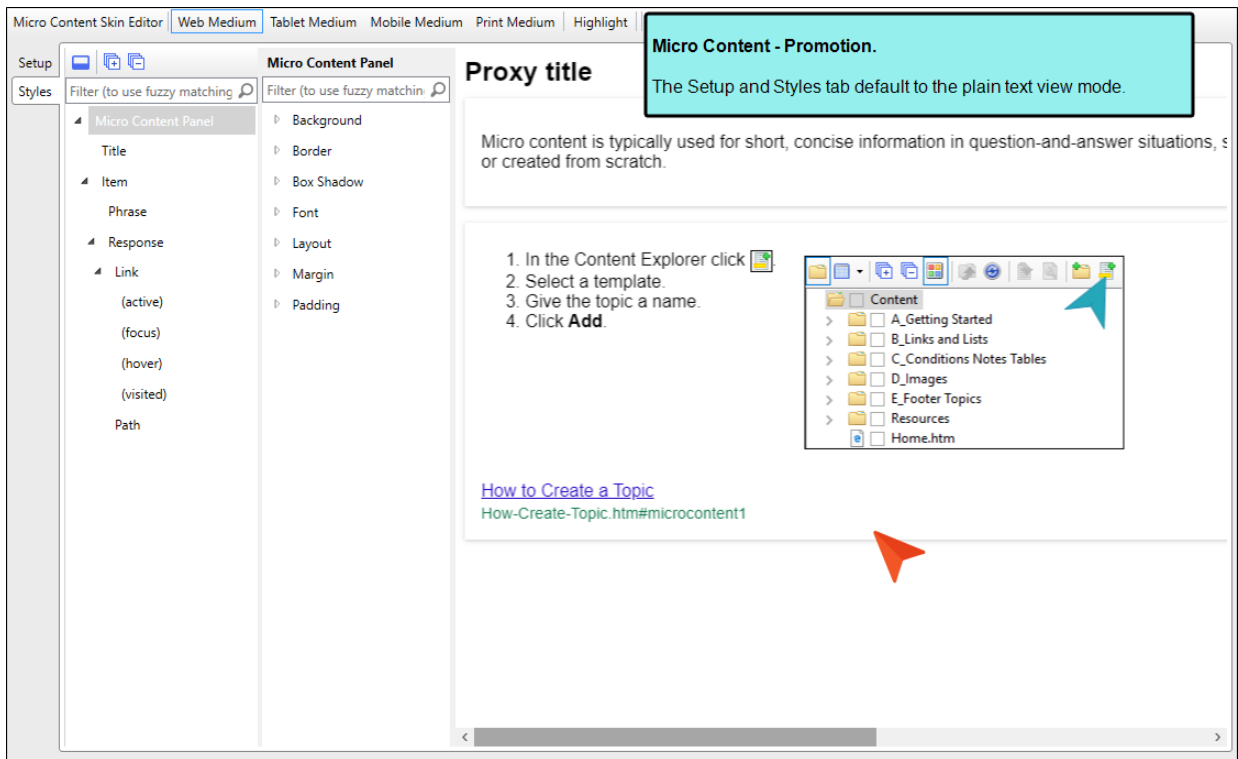 Micro Content Skin Editor Web Medium Tablet Medium Mobile Medium Print Medium Highlight
Micro Content - Promotion.
The Setup and Styles tab default to the plain text view mode.
Setup
Styles
Filter (to use fuzzy matching
Micro Content Panel
Title
Item
Phrase
Response
Link
(active)
(focus)
(hover)
(visited)
Path
Micro Content Panel
Filter (to use fuzzy matchin
Background
Border
Box Shadow
Font
Layout
Margin
Padding
Proxy title
Micro content is typically used for short, concise information in question-and-answer situations, s
or created from scratch.
1. In the Content Explorer click .
2. Select a template.
3. Give the topic a name.
4. Click Add.
Content
A_Getting Started
B_Links and Lists
C_Conditions Notes Tables
D_Images
E_Footer Topics
Resources
Home.htm
How to Create a Topic
How-Create-Topic.htm#microcontent1